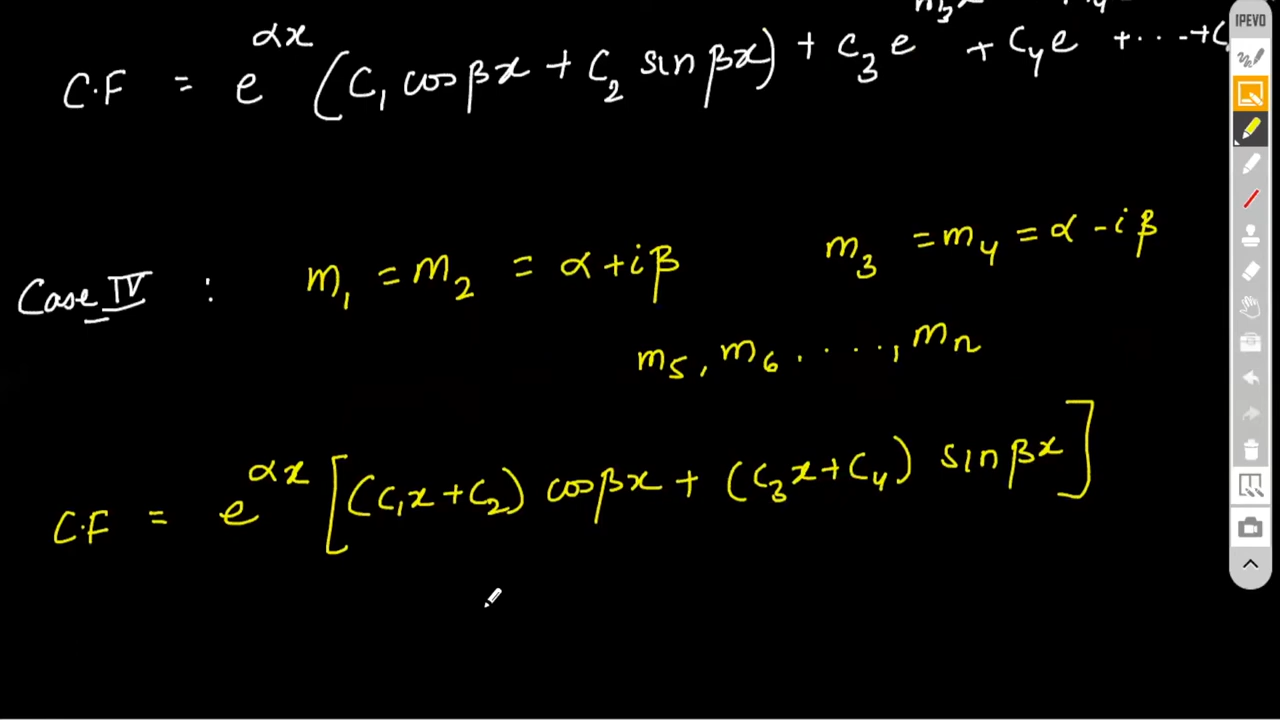 IPEVO
C.F = e^{αx} (C₁ cos βx + C₂ sin βx) + C₃ e^{m₃x} + C₄ e + ..... + C
Case IV : m₁ = m₂ = α + iβ m₃ = m₄ = α - iβ
m₅, m₆ . . . . ., mₙ
C.F = e^{αx} [(C₁x + C₂) cos βx + (C₃x + C₄) sin βx]